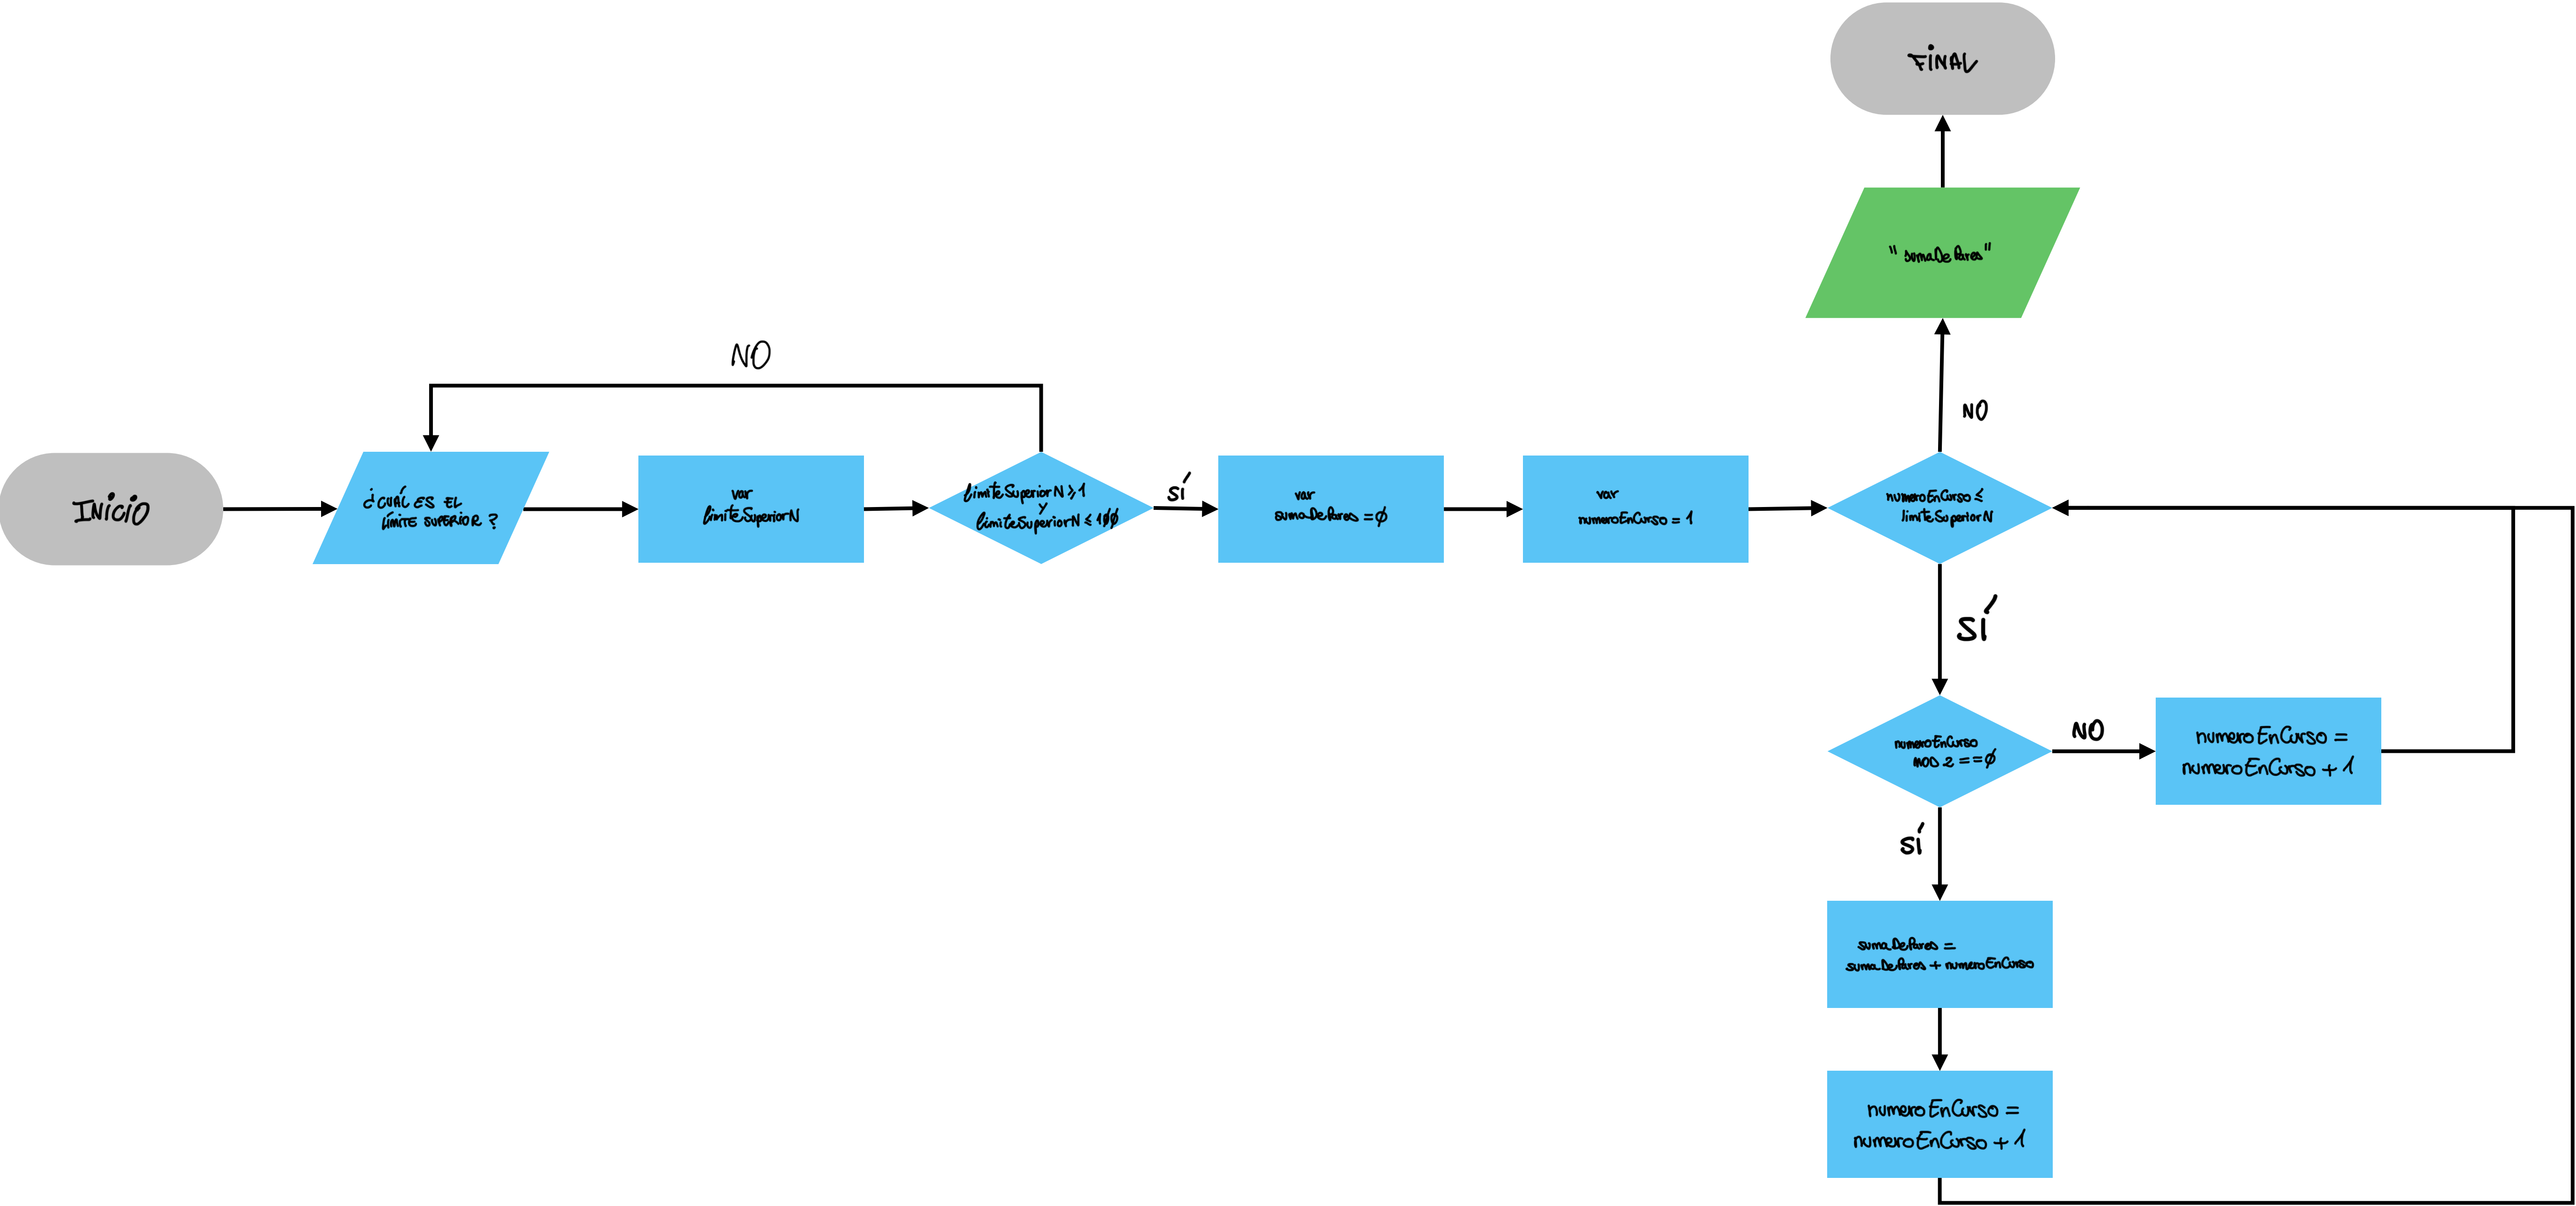 INICIO
¿CUÁL ES EL
LÍMITE SUPERIOR?
var
limiteSuperiorN
NO
limiteSuperiorN ≥ 1
Y
limiteSuperiorN ≤ 100
SÍ
var
sumaDePares = 0
var
numeroEnCurso = 1
numeroEnCurso ≤
limiteSuperiorN
NO
"sumaDePares"
FINAL
SÍ
numeroEnCurso
MOD 2 == 0
NO
numeroEnCurso =
numeroEnCurso + 1
SÍ
sumaDePares =
sumaDePares + numeroEnCurso
numeroEnCurso =
numeroEnCurso + 1